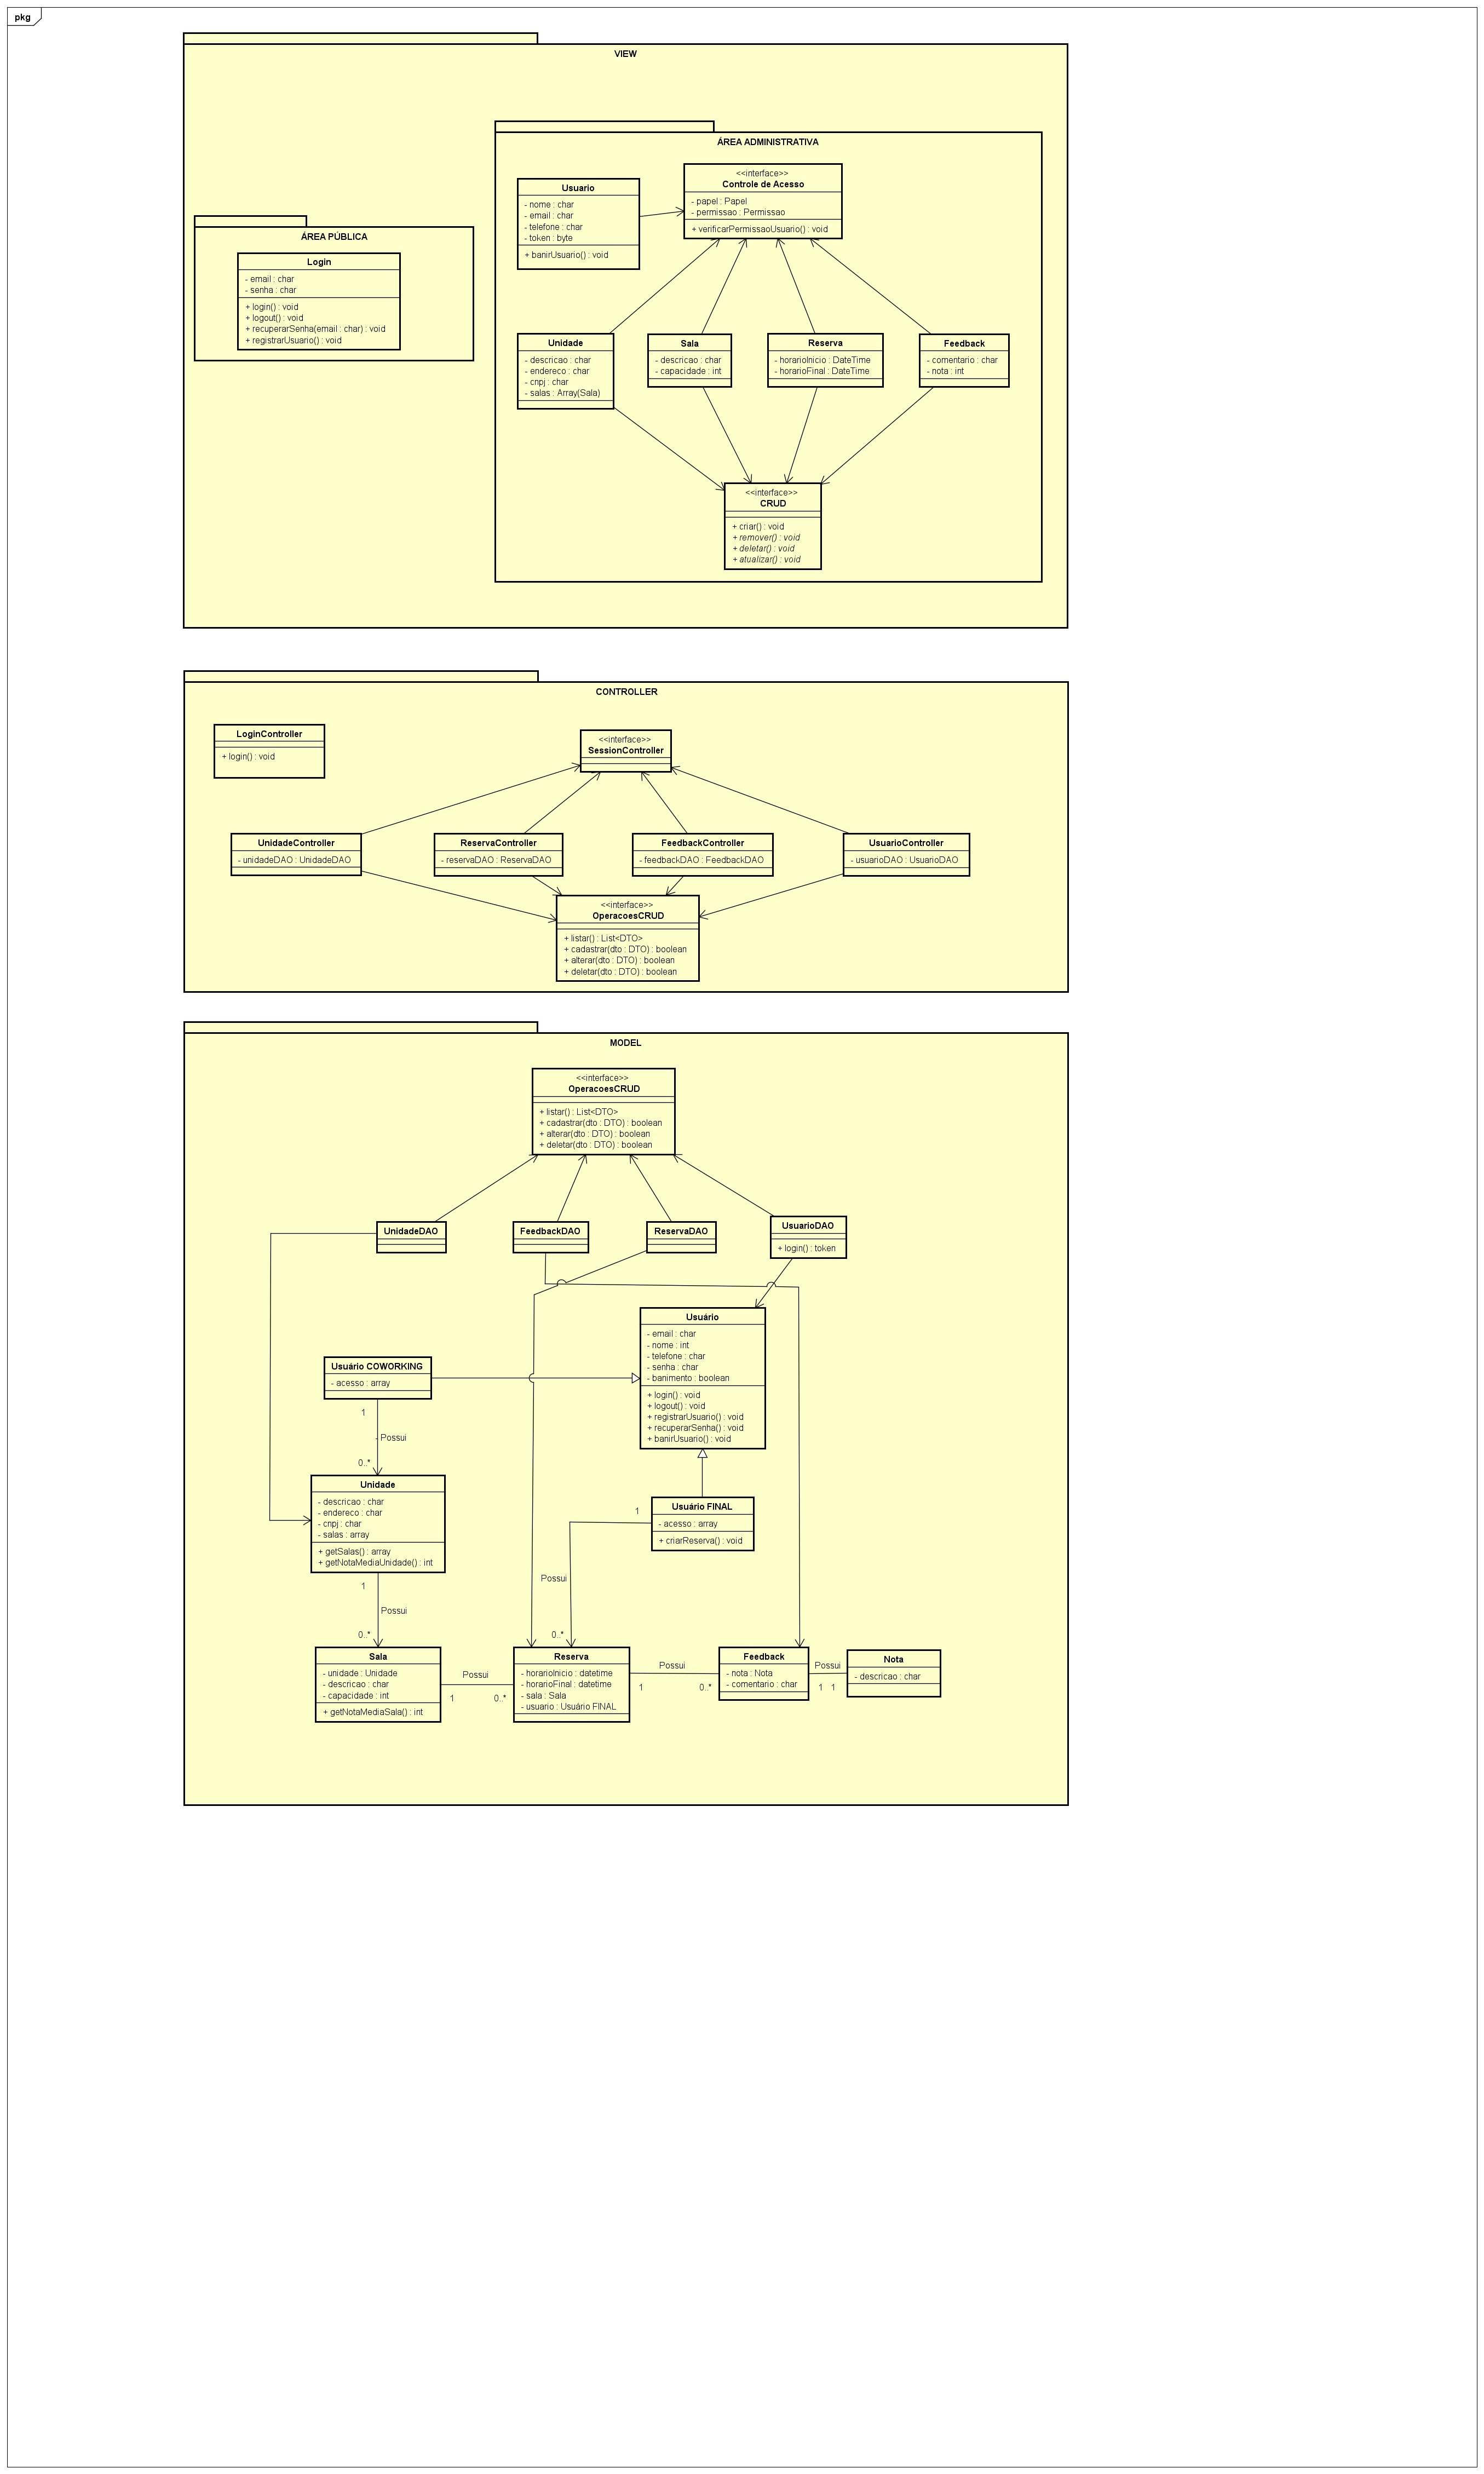 pkg
VIEW
ÁREA ADMINISTRATIVA
<<interface>>
Controle de Acesso
- papel : Papel
- permissao : Permissao
+ verificarPermissaoUsuario() : void
Usuario
- nome : char
- email : char
- telefone : char
- token : byte
+ banirUsuario() : void
ÁREA PÚBLICA
Login
- email : char
- senha : char
+ login() : void
+ logout() : void
+ recuperarSenha(email : char) : void
+ registrarUsuario() : void
Unidade
- descricao : char
- endereco : char
- cnpj : char
- salas : Array(Sala)
Sala
- descricao : char
- capacidade : int
Reserva
- horarioInicio : DateTime
- horarioFinal : DateTime
Feedback
- comentario : char
- nota : int
<<interface>>
CRUD
+ criar() : void
+ remover() : void
+ deletar() : void
+ atualizar() : void
CONTROLLER
LoginController
+ login() : void
<<interface>>
SessionController
UnidadeController
- unidadeDAO : UnidadeDAO
ReservaController
- reservaDAO : ReservaDAO
FeedbackController
- feedbackDAO : FeedbackDAO
UsuarioController
- usuarioDAO : UsuarioDAO
<<interface>>
OperacoesCRUD
+ listar() : List<DTO>
+ cadastrar(dto : DTO) : boolean
+ alterar(dto : DTO) : boolean
+ deletar(dto : DTO) : boolean
MODEL
<<interface>>
OperacoesCRUD
+ listar() : List<DTO>
+ cadastrar(dto : DTO) : boolean
+ alterar(dto : DTO) : boolean
+ deletar(dto : DTO) : boolean
UnidadeDAO
FeedbackDAO
ReservaDAO
UsuarioDAO
+ login() : token
Usuário
- email : char
- nome : int
- telefone : char
- senha : char
- banimento : boolean
+ login() : void
+ logout() : void
+ registrarUsuario() : void
+ recuperarSenha() : void
+ banirUsuario() : void
Usuário COWORKING
- acesso : array
1
- Possui
0..*
Unidade
- descricao : char
- endereco : char
- cnpj : char
- salas : array
+ getSalas() : array
+ getNotaMediaUnidade() : int
Usuário FINAL
- acesso : array
+ criarReserva() : void
1
Possui
0..*
1
Possui
0..*
Sala
- unidade : Unidade
- descricao : char
- capacidade : int
+ getNotaMediaSala() : int
Possui
1 0..*
Reserva
- horarioInicio : datetime
- horarioFinal : datetime
- sala : Sala
- usuario : Usuário FINAL
Possui
1 0..*
Feedback
- nota : Nota
- comentario : char
Possui
1 1
Nota
- descricao : char